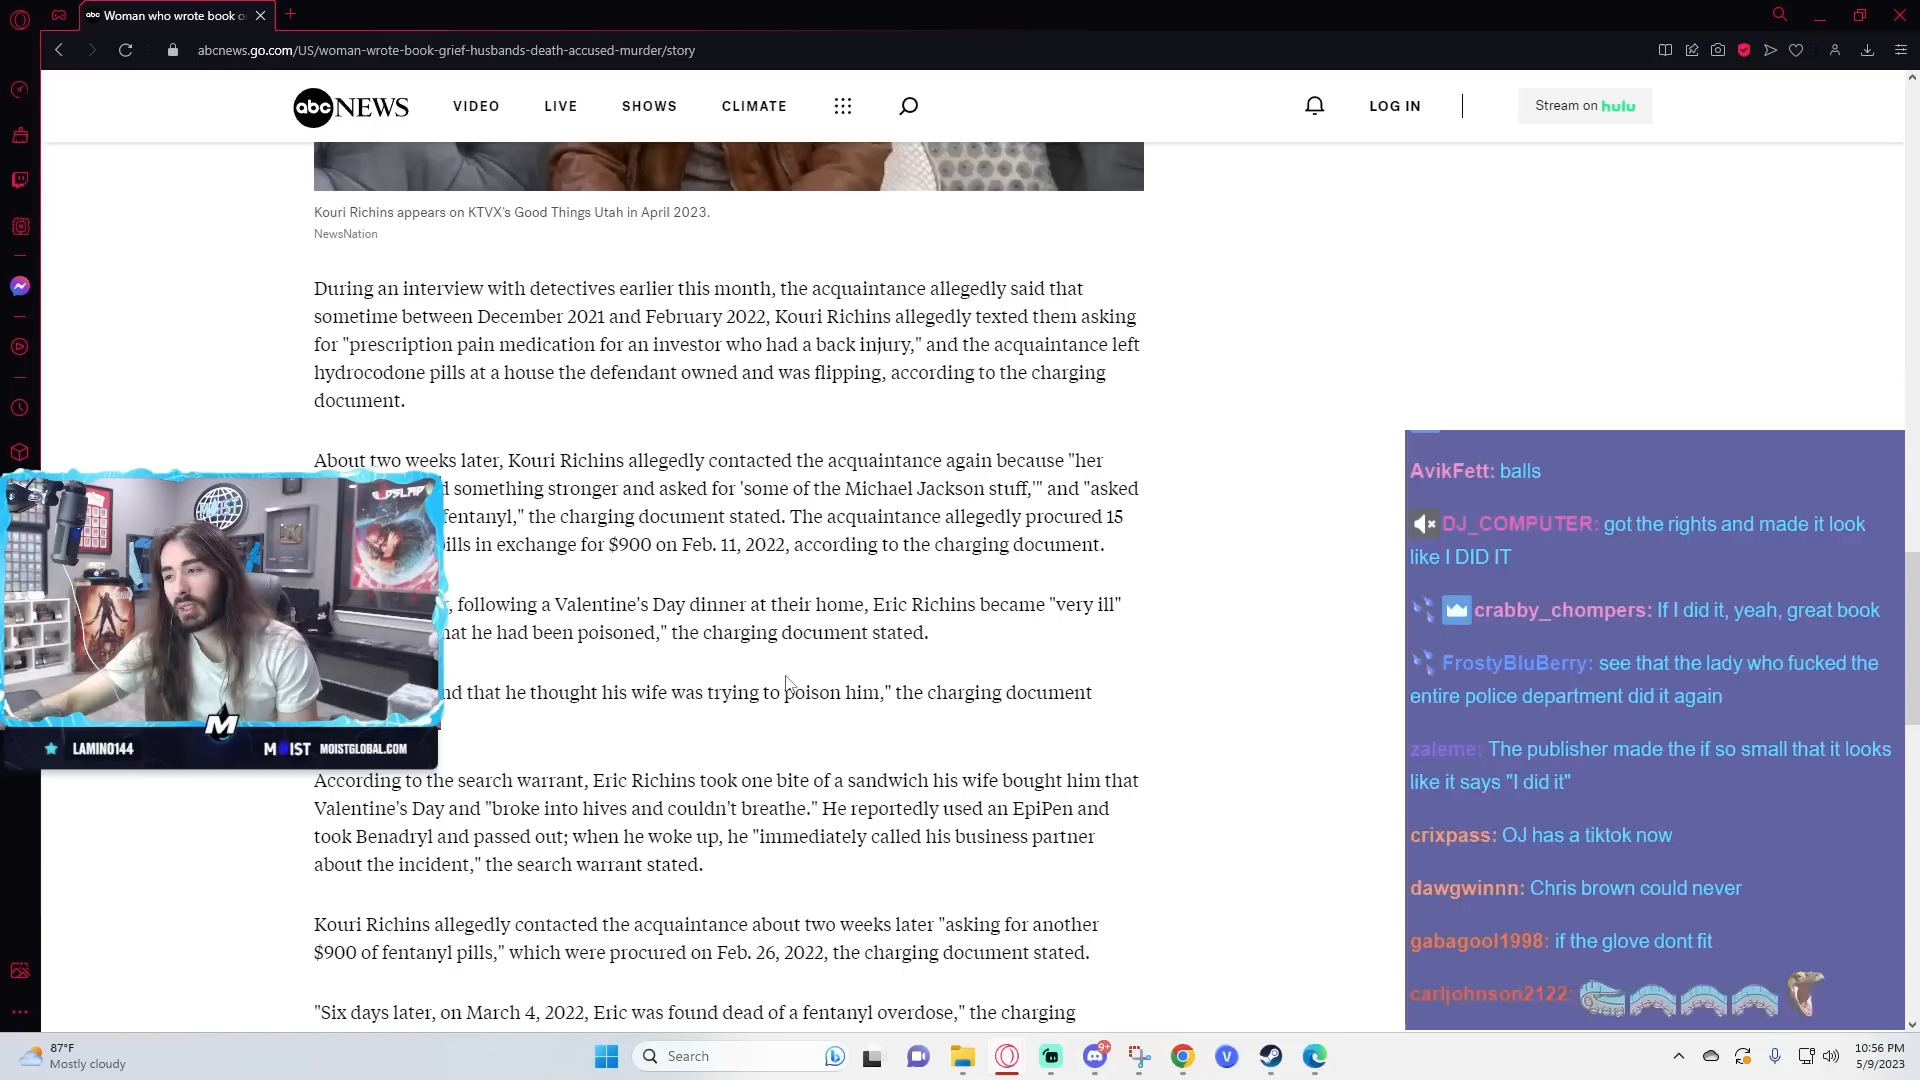 Woman who wrote book o
abcnews.go.com/US/woman-wrote-book-grief-husbands-death-accused-murder/story
abc NEWS
VIDEO
LIVE
SHOWS
CLIMATE
LOG IN
Stream on hulu
Kouri Richins appears on KTVX's Good Things Utah in April 2023.
NewsNation
During an interview with detectives earlier this month, the acquaintance allegedly said that
sometime between December 2021 and February 2022, Kouri Richins allegedly texted them asking
for "prescription pain medication for an investor who had a back injury," and the acquaintance left
hydrocodone pills at a house the defendant owned and was flipping, according to the charging
document.
About two weeks later, Kouri Richins allegedly contacted the acquaintance again because "her
something stronger and asked for 'some of the Michael Jackson stuff,'" and "asked
fentanyl," the charging document stated. The acquaintance allegedly procured 15
ills in exchange for $900 on Feb. 11, 2022, according to the charging document.
, following a Valentine's Day dinner at their home, Eric Richins became "very ill"
hat he had been poisoned," the charging document stated.
nd that he thought his wife was trying to poison him," the charging document
According to the search warrant, Eric Richins took one bite of a sandwich his wife bought him that
Valentine's Day and "broke into hives and couldn't breathe." He reportedly used an EpiPen and
took Benadryl and passed out; when he woke up, he "immediately called his business partner
about the incident," the search warrant stated.
Kouri Richins allegedly contacted the acquaintance about two weeks later "asking for another
$900 of fentanyl pills," which were procured on Feb. 26, 2022, the charging document stated.
"Six days later, on March 4, 2022, Eric was found dead of a fentanyl overdose," the charging
MOIST
GODSLAP
M
LAMINO144
MOIST MOISTGLOBAL.COM
AvikFett: balls
DJ_COMPUTER: got the rights and made it look
like I DID IT
crabby_chompers: If I did it, yeah, great book
FrostyBluBerry: see that the lady who fucked the
entire police department did it again
zaleme: The publisher made the if so small that it looks
like it says "I did it"
crixpass: OJ has a tiktok now
dawgwinnn: Chris brown could never
gabagool1998: if the glove dont fit
carljohnson2122:
87°F
Mostly cloudy
Search
9+
10:56 PM
5/9/2023